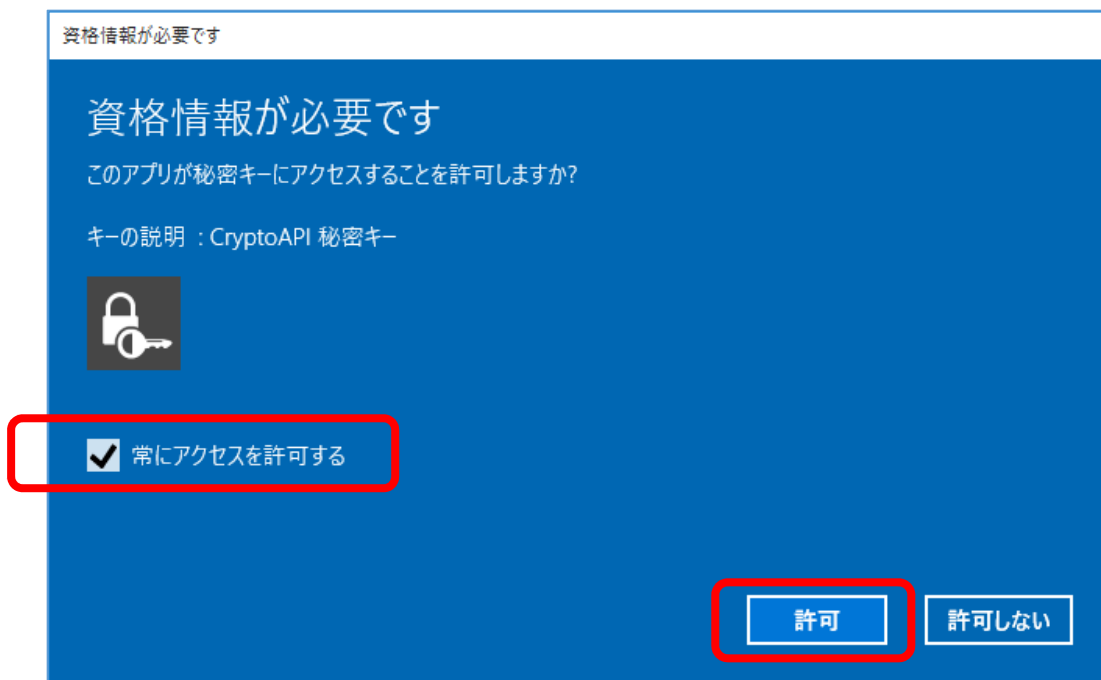 資格情報が必要です
資格情報が必要です
このアプリが秘密キーにアクセスすることを許可しますか?
キーの説明 : CryptoAPI 秘密キー
常にアクセスを許可する
許可
許可しない